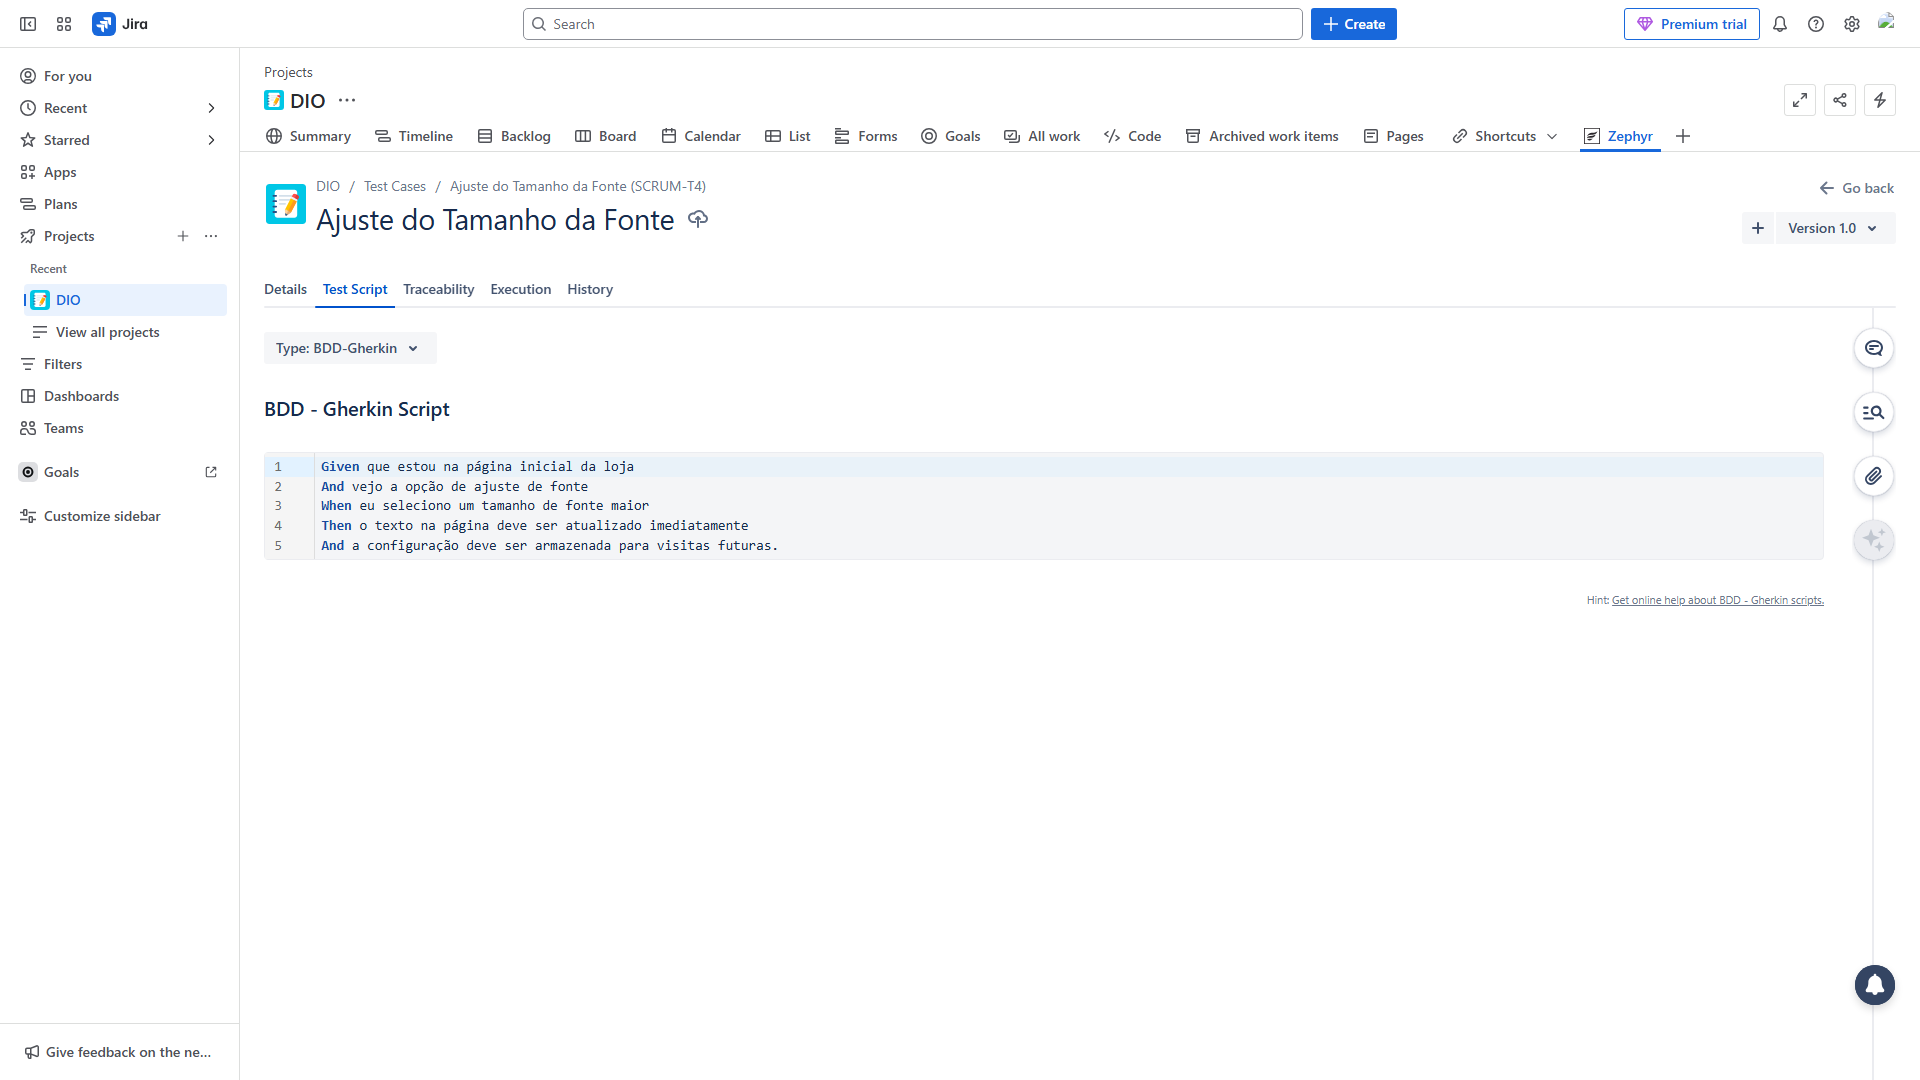 Jira
Search
Create
Premium trial
For you
Recent
Starred
Apps
Plans
Projects
Recent
DIO
View all projects
Filters
Dashboards
Teams
Goals
Customize sidebar
Give feedback on the ne...
Projects
DIO
Summary Timeline Backlog Board Calendar List Forms Goals All work Code Archived work items Pages Shortcuts Zephyr
DIO / Test Cases / Ajuste do Tamanho da Fonte (SCRUM-T4)
Go back
Ajuste do Tamanho da Fonte
Version 1.0
Details Test Script Traceability Execution History
Type: BDD-Gherkin
BDD - Gherkin Script
1 Given que estou na página inicial da loja
2 And vejo a opção de ajuste de fonte
3 When eu seleciono um tamanho de fonte maior
4 Then o texto na página deve ser atualizado imediatamente
5 And a configuração deve ser armazenada para visitas futuras.
Hint: Get online help about BDD - Gherkin scripts.